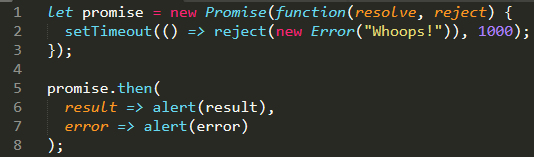 1 let promise = new Promise(function(resolve, reject) {
2   setTimeout(() => reject(new Error("Whoops!")), 1000);
3 });
4
5 promise.then(
6   result => alert(result),
7   error => alert(error)
8 );